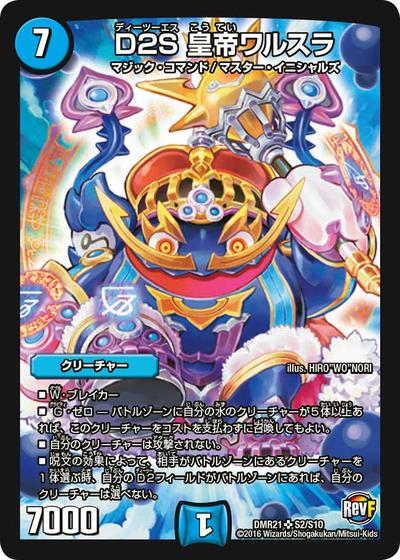 7
ディーツーエス こうてい
D2S 皇帝ワルスラ
マジック・コマンド/マスター・イニシャルズ
illus. HIRO"WO"NORI
クリーチャー
■W・ブレイカー
■G・ゼロ ― バトルゾーンに自分の水のクリーチャーが5体以上あ
れば、このクリーチャーをコストを支払わずに召喚してもよい。
■自分のクリーチャーは攻撃されない。
■呪文の効果によって、相手がバトルゾーンにあるクリーチャーを
1体選ぶ時、自分のD2フィールドがバトルゾーンにあれば、自分の
クリーチャーは選べない。
RevF
7000
1
DMR21 S2/S10
©2016 Wizards/Shogakukan/Mitsui-Kids